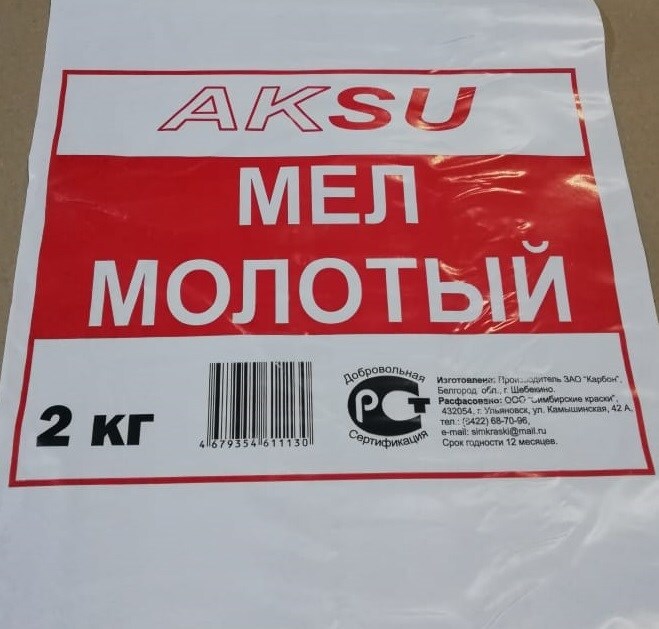 AKSU
МЕЛ
МОЛОТЫЙ
2 кг
4 679354 611130
Добровольная
РСТ
Сертификация
Изготовлено: Производитель ЗАО "Карбон",
Белгород. обл., г. Шебекино.
Расфасовано: ООО "Симбирские краски",
432054, г. Ульяновск, ул. Камышинская, 42 А,
тел.: (8422) 68-70-96,
e-mail: simkraski@mail.ru
Срок годности 12 месяцев.